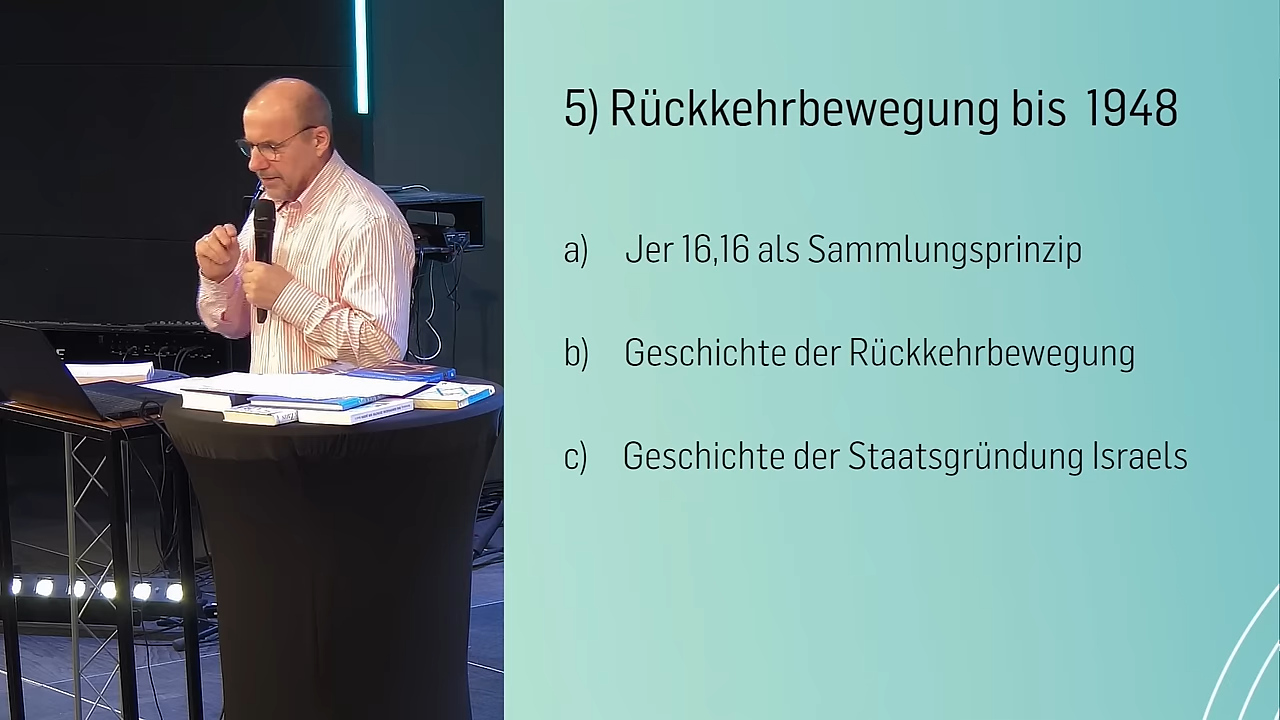 5) Rückkehrbewegung bis 1948
a) Jer 16,16 als Sammlungsprinzip
b) Geschichte der Rückkehrbewegung
c) Geschichte der Staatsgründung Israels